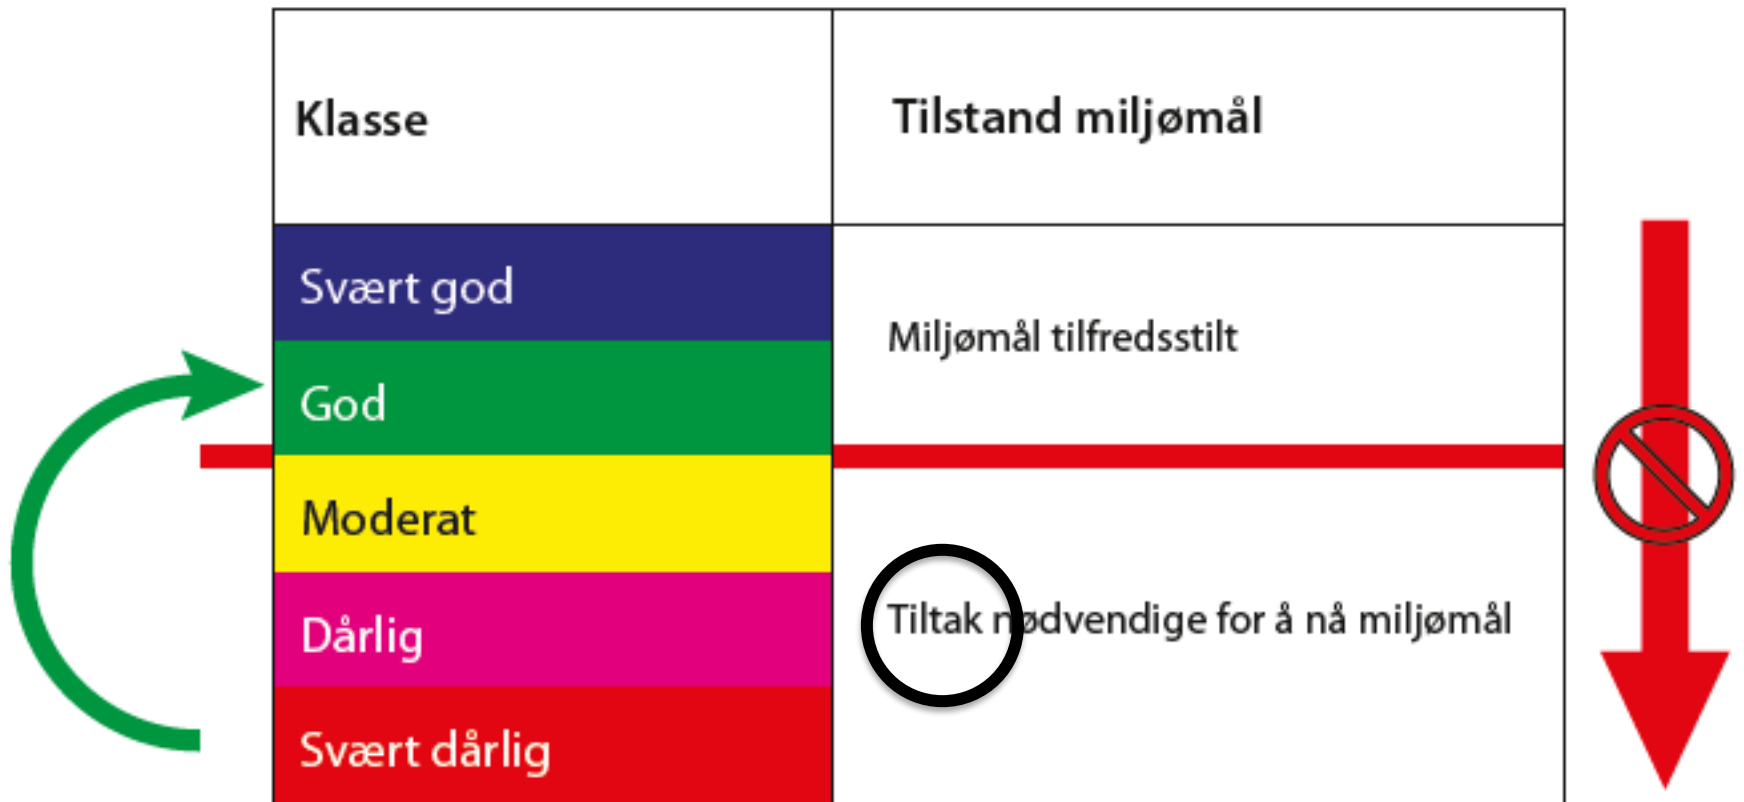 Klasse
Tilstand miljømål
Svært god
Miljømål tilfredsstilt
God
Moderat
Tiltak nødvendige for å nå miljømål
Dårlig
Svært dårlig